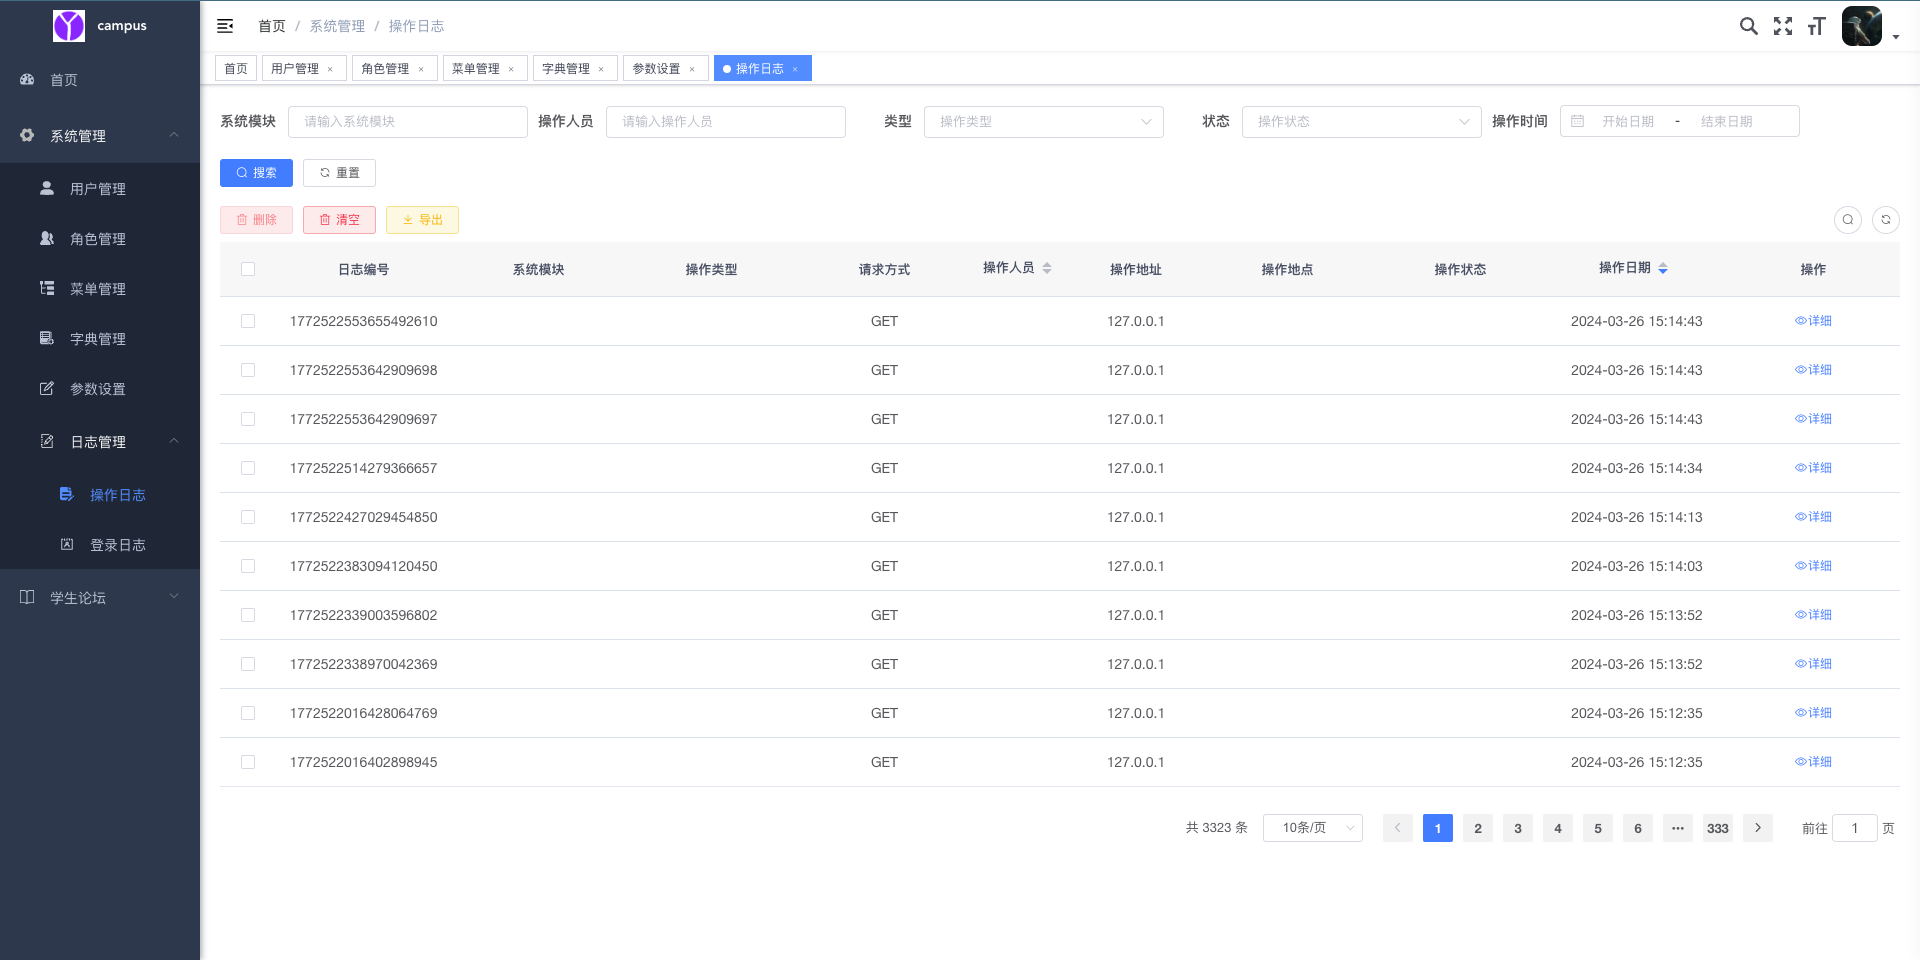 campus
首页 / 系统管理 / 操作日志
首页 用户管理 × 角色管理 × 菜单管理 × 字典管理 × 参数设置 × 操作日志 ×
首页
系统管理
用户管理
角色管理
菜单管理
字典管理
参数设置
日志管理
操作日志
登录日志
学生论坛
系统模块 请输入系统模块 操作人员 请输入操作人员 类型 操作类型 状态 操作状态 操作时间 开始日期 - 结束日期
搜索 重置
删除 清空 导出
日志编号 系统模块 操作类型 请求方式 操作人员 操作地址 操作地点 操作状态 操作日期 操作
1772522553655492610 GET 127.0.0.1 2024-03-26 15:14:43 详细
1772522553642909698 GET 127.0.0.1 2024-03-26 15:14:43 详细
1772522553642909697 GET 127.0.0.1 2024-03-26 15:14:43 详细
1772522514279366657 GET 127.0.0.1 2024-03-26 15:14:34 详细
1772522427029454850 GET 127.0.0.1 2024-03-26 15:14:13 详细
1772522383094120450 GET 127.0.0.1 2024-03-26 15:14:03 详细
1772522339003596802 GET 127.0.0.1 2024-03-26 15:13:52 详细
1772522338970042369 GET 127.0.0.1 2024-03-26 15:13:52 详细
1772522016428064769 GET 127.0.0.1 2024-03-26 15:12:35 详细
1772522016402898945 GET 127.0.0.1 2024-03-26 15:12:35 详细
共 3323 条 10条/页 1 2 3 4 5 6 ··· 333 前往 1 页